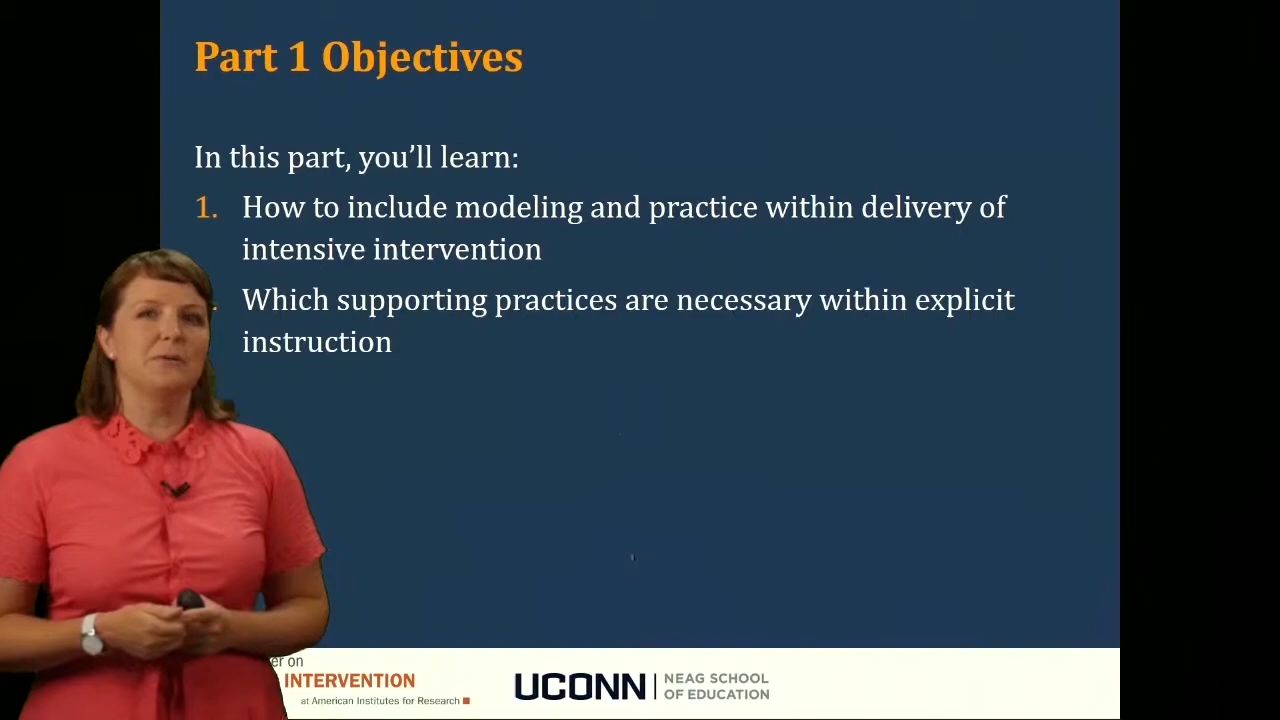 Part 1 Objectives
In this part, you’ll learn:
1. How to include modeling and practice within delivery of
intensive intervention
Which supporting practices are necessary within explicit
instruction
er on
INTERVENTION
at American Institutes for Research
UCONN | NEAG SCHOOL
OF EDUCATION